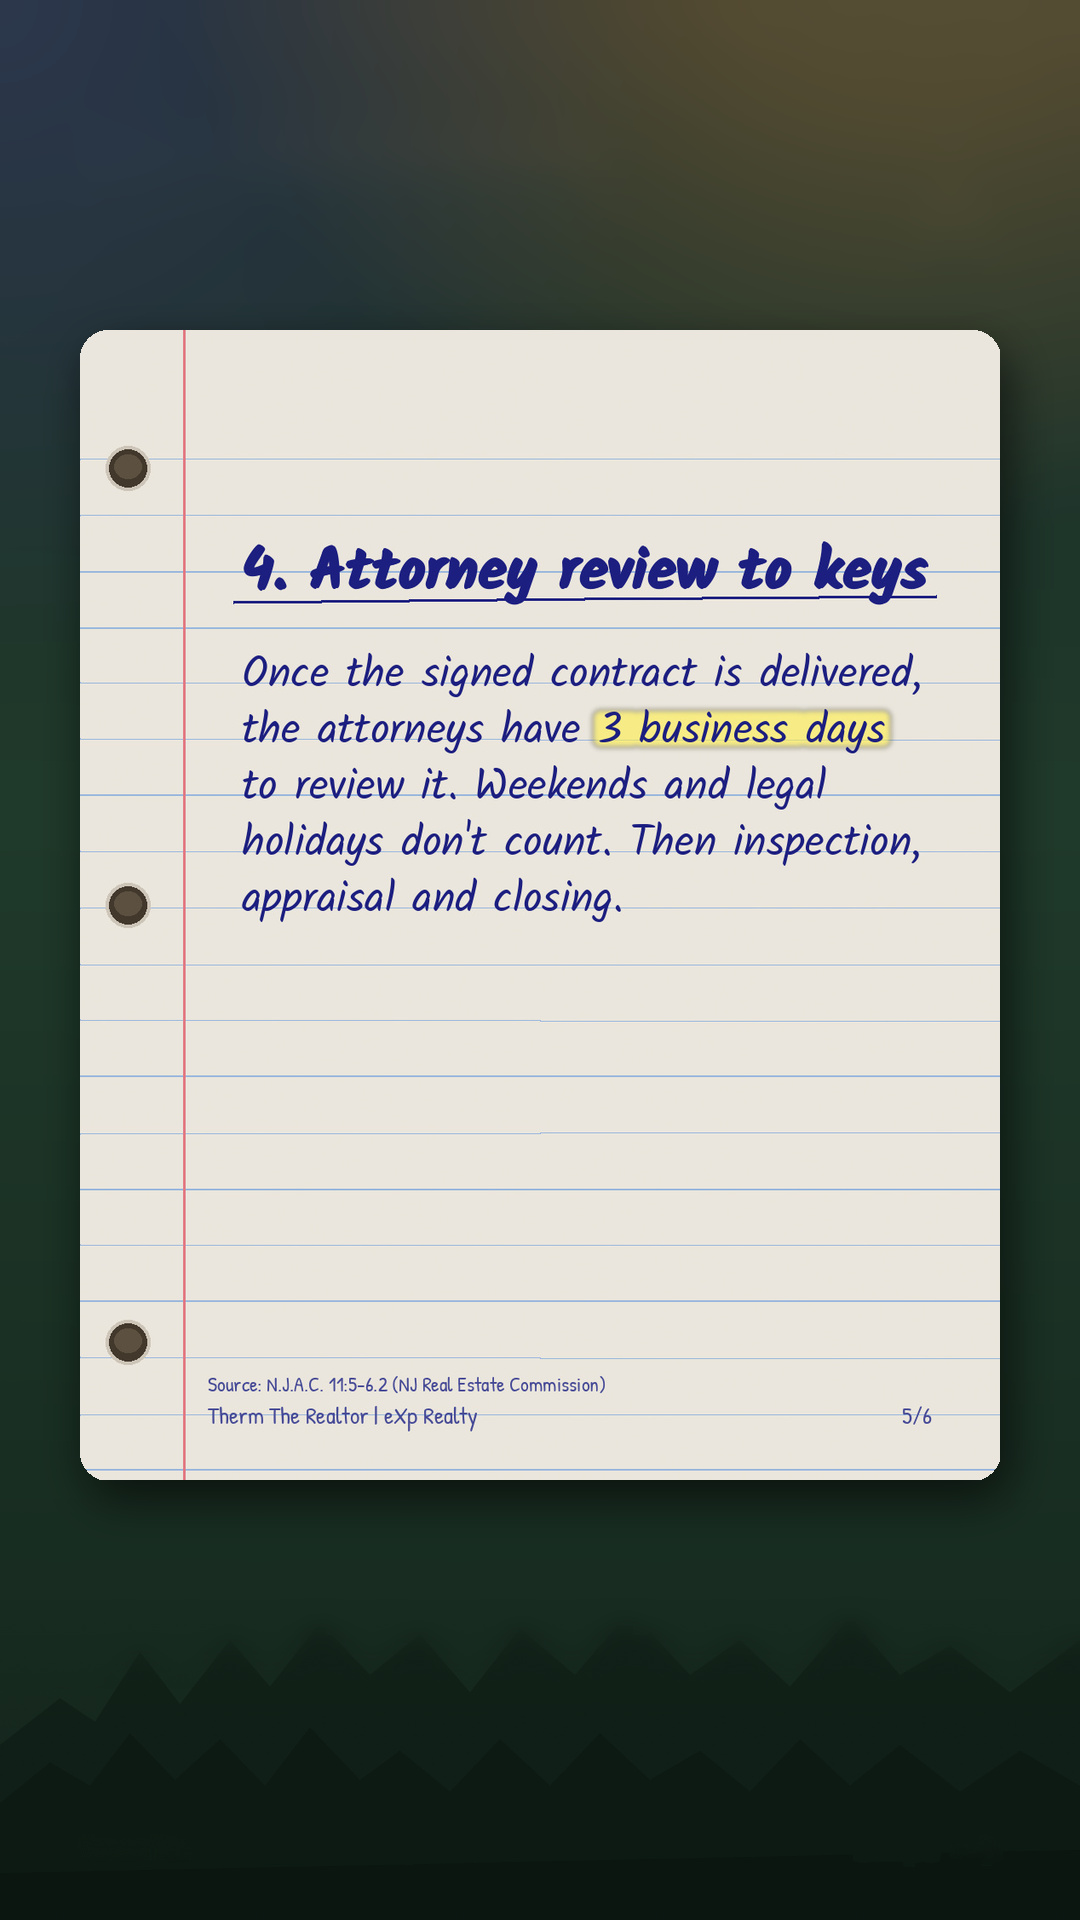 4. Attorney review to keys
Once the signed contract is delivered,
the attorneys have 3 business days
to review it. Weekends and legal
holidays don't count. Then inspection,
appraisal and closing.
Source: N.J.A.C. 11:5-6.2 (NJ Real Estate Commission)
Therm The Realtor | eXp Realty
5/6